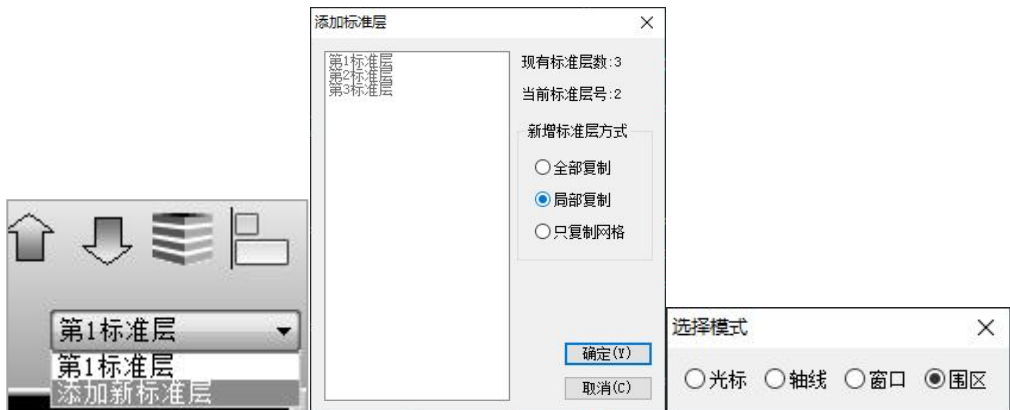 第1标准层
第1标准层
添加新标准层
添加标准层
第1标准层
第2标准层
第3标准层
现有标准层数:3
当前标准层号:2
新增标准层方式
全部复制
局部复制
只复制网格
确定(Y)
取消(C)
选择模式
光标 轴线 窗口 围区